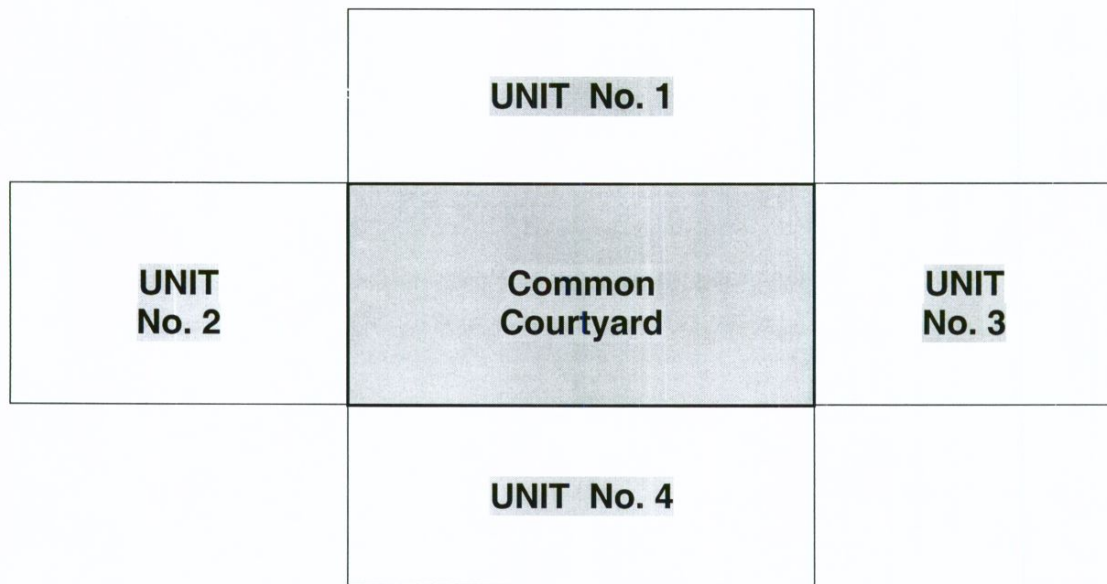 UNIT No. 1
UNIT
No. 2
Common
Courtyard
UNIT
No. 3
UNIT No. 4